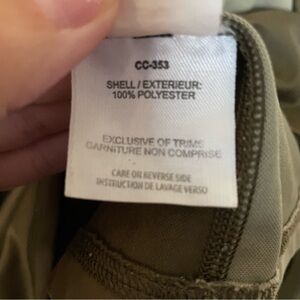 CC-353
SHELL / EXTERIEUR:
100% POLYESTER
EXCLUSIVE OF TRIMS
GARNITURE NON COMPRISE
CARE ON REVERSE SIDE
INSTRUCTION DE LAVAGE VERSO